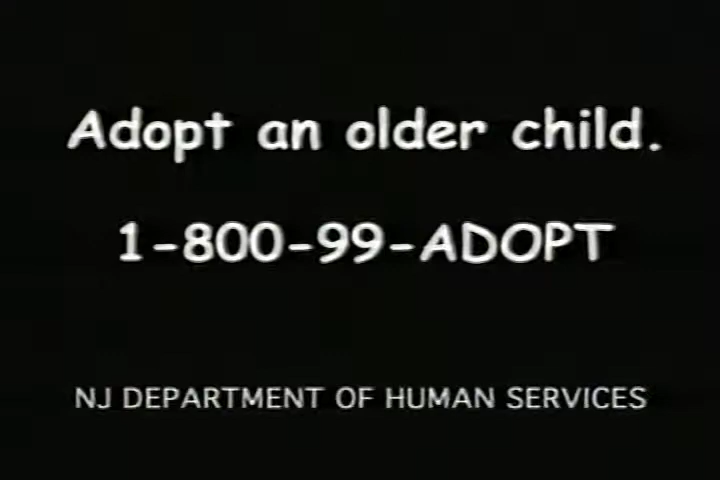 Adopt an older child.
1-800-99-ADOPT
NJ DEPARTMENT OF HUMAN SERVICES